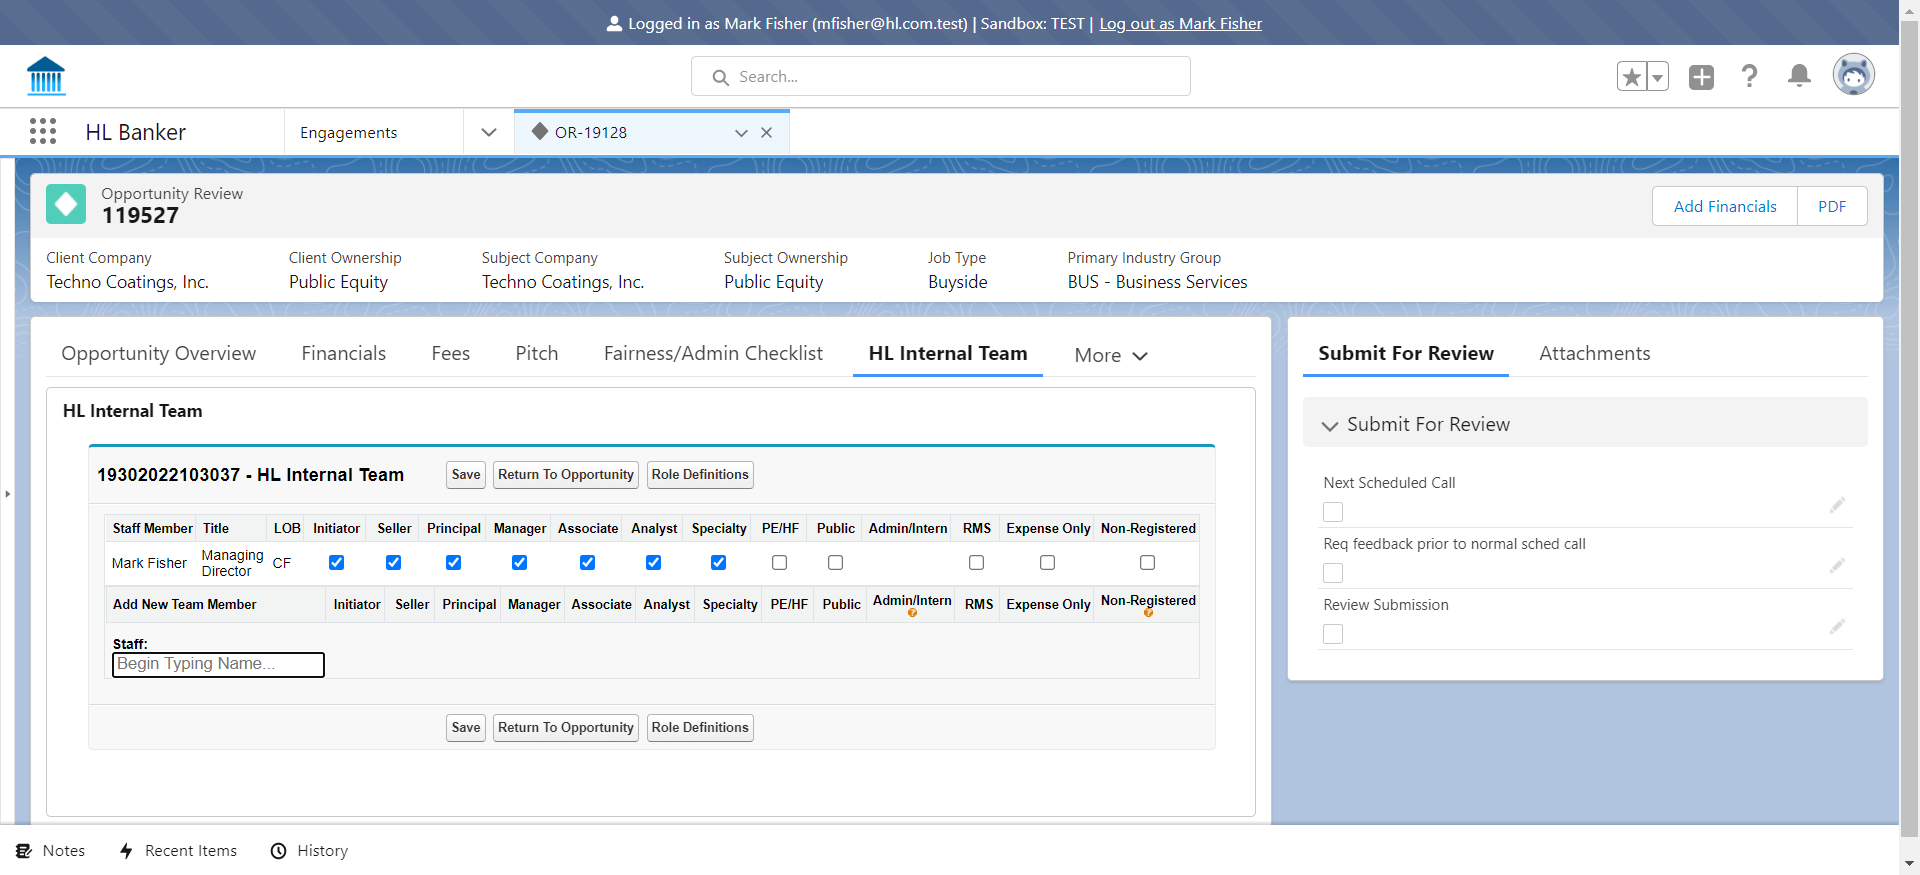 Logged in as Mark Fisher (mfisher@hl.com.test) | Sandbox: TEST | Log out as Mark Fisher
Search...
HL Banker
Engagements
OR-19128
Opportunity Review
119527
Add Financials
PDF
Client Company
Client Ownership
Subject Company
Subject Ownership
Job Type
Primary Industry Group
Techno Coatings, Inc.
Public Equity
Techno Coatings, Inc.
Public Equity
Buyside
BUS - Business Services
Opportunity Overview
Financials
Fees
Pitch
Fairness/Admin Checklist
HL Internal Team
More
HL Internal Team
19302022103037 - HL Internal Team
Save
Return To Opportunity
Role Definitions
Staff Member Title LOB Initiator Seller Principal Manager Associate Analyst Specialty PE/HF Public Admin/Intern RMS Expense Only Non-Registered
Mark Fisher Managing Director CF
Add New Team Member Initiator Seller Principal Manager Associate Analyst Specialty PE/HF Public Admin/Intern RMS Expense Only Non-Registered
Staff:
Begin Typing Name...
Save
Return To Opportunity
Role Definitions
Submit For Review
Attachments
Submit For Review
Next Scheduled Call
Req feedback prior to normal sched call
Review Submission
Notes
Recent Items
History